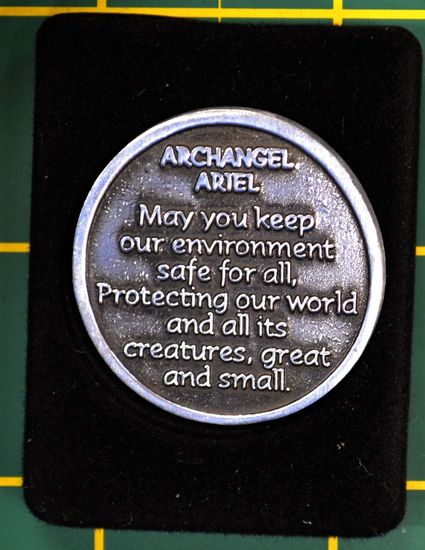 ARCHANGEL
ARIEL
May you keep
our environment
safe for all,
Protecting our world
and all its
creatures, great
and small.